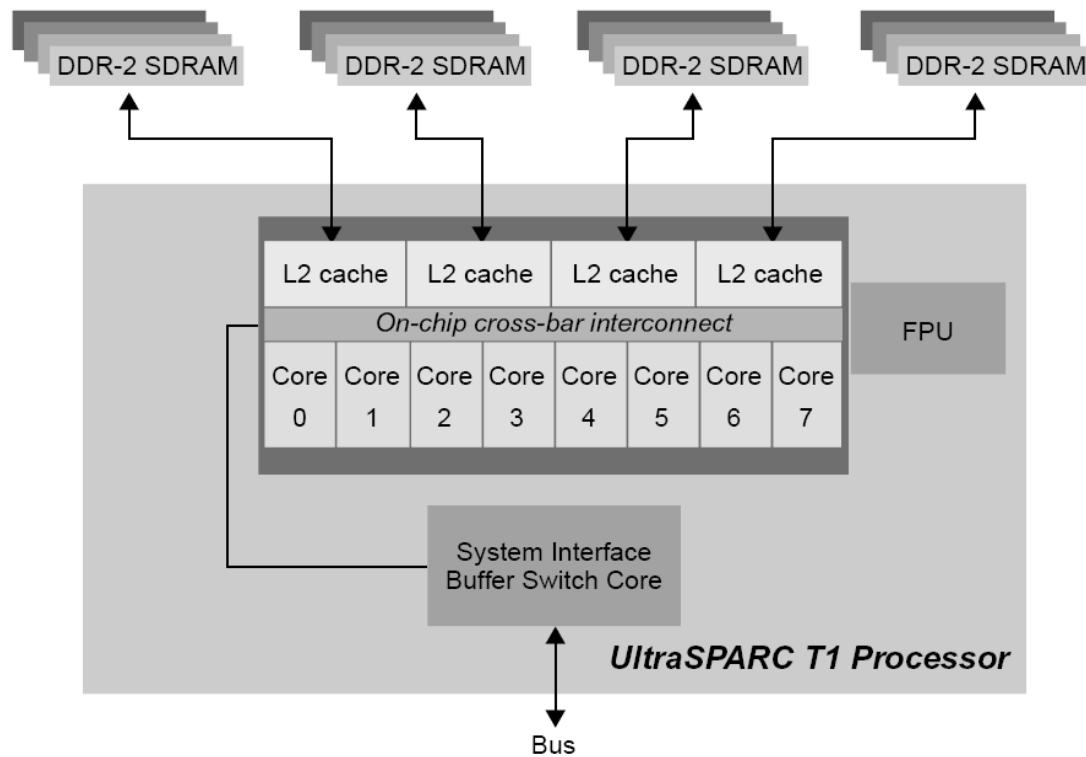 DDR-2 SDRAM
DDR-2 SDRAM
DDR-2 SDRAM
DDR-2 SDRAM
L2 cache
L2 cache
L2 cache
L2 cache
On-chip cross-bar interconnect
FPU
Core
0
Core
1
Core
2
Core
3
Core
4
Core
5
Core
6
Core
7
System Interface
Buffer Switch Core
UltraSPARC T1 Processor
Bus